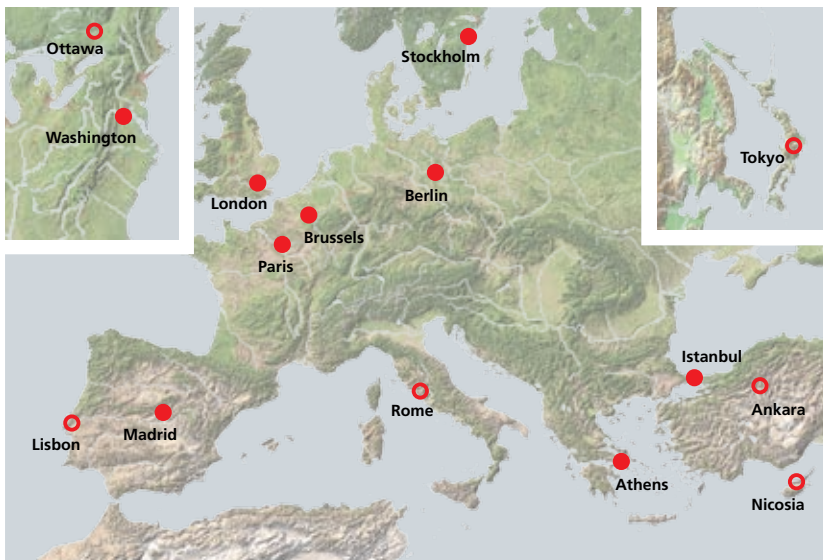 Ottawa
Washington
Stockholm
London
Berlin
Brussels
Paris
Tokyo
Istanbul
Ankara
Rome
Madrid
Lisbon
Athens
Nicosia